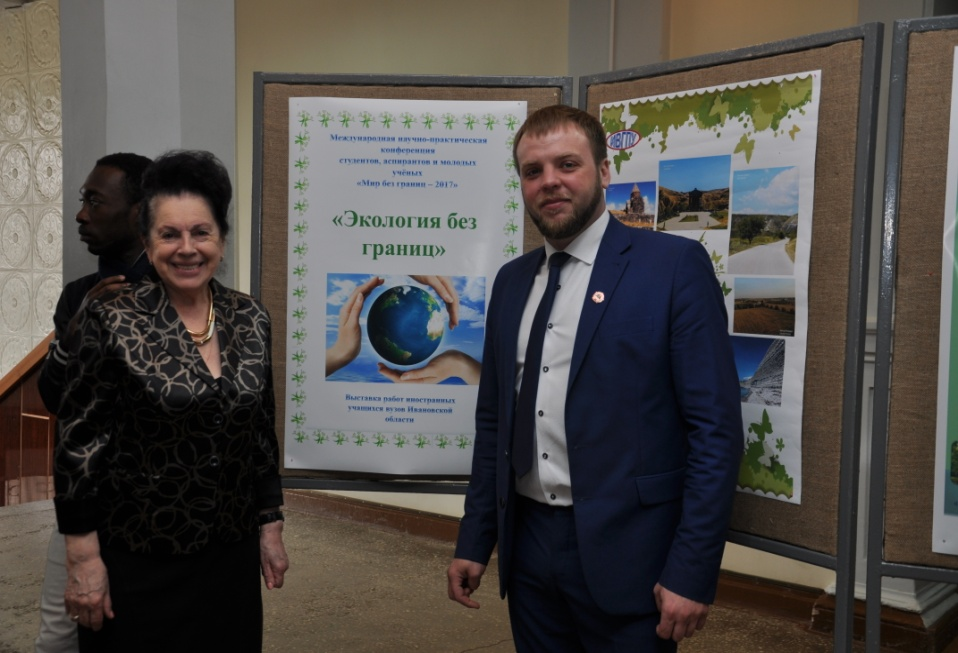 Международная научно-практическая
конференция
студентов, аспирантов и молодых
учёных
«Мир без границ – 2017»
«Экология без
границ»
Выставка работ иностранных
учащихся вузов Ивановской
области
ИВГПУ